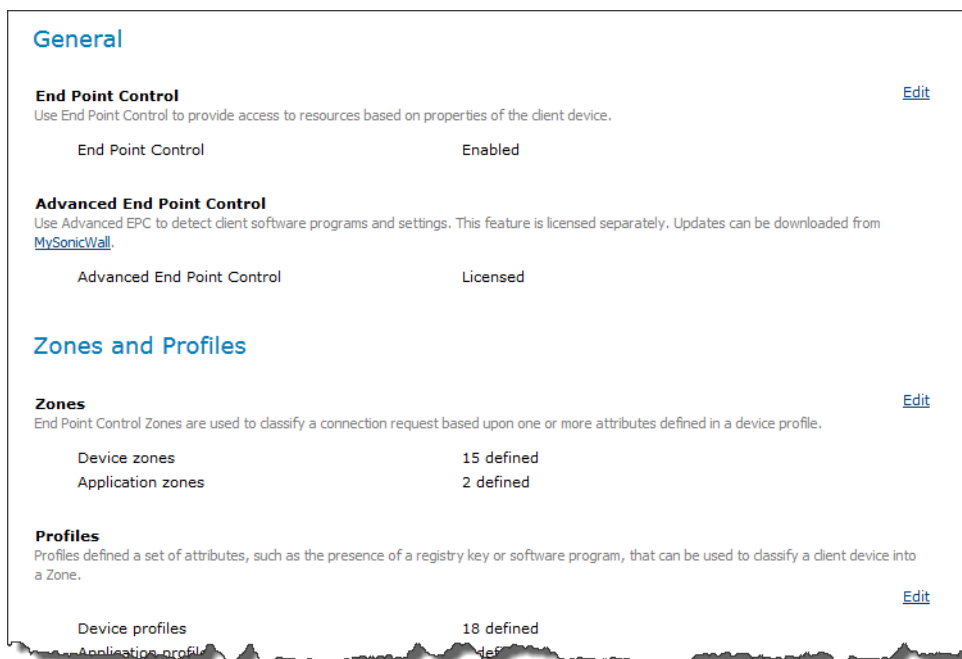 General
End Point Control
Edit
Use End Point Control to provide access to resources based on properties of the client device.
End Point Control Enabled
Advanced End Point Control
Use Advanced EPC to detect client software programs and settings. This feature is licensed separately. Updates can be downloaded from
MySonicWall.
Advanced End Point Control Licensed
Zones and Profiles
Zones
Edit
End Point Control Zones are used to classify a connection request based upon one or more attributes defined in a device profile.
Device zones 15 defined
Application zones 2 defined
Profiles
Profiles defined a set of attributes, such as the presence of a registry key or software program, that can be used to classify a client device into
a Zone.
Edit
Device profiles 18 defined
Application